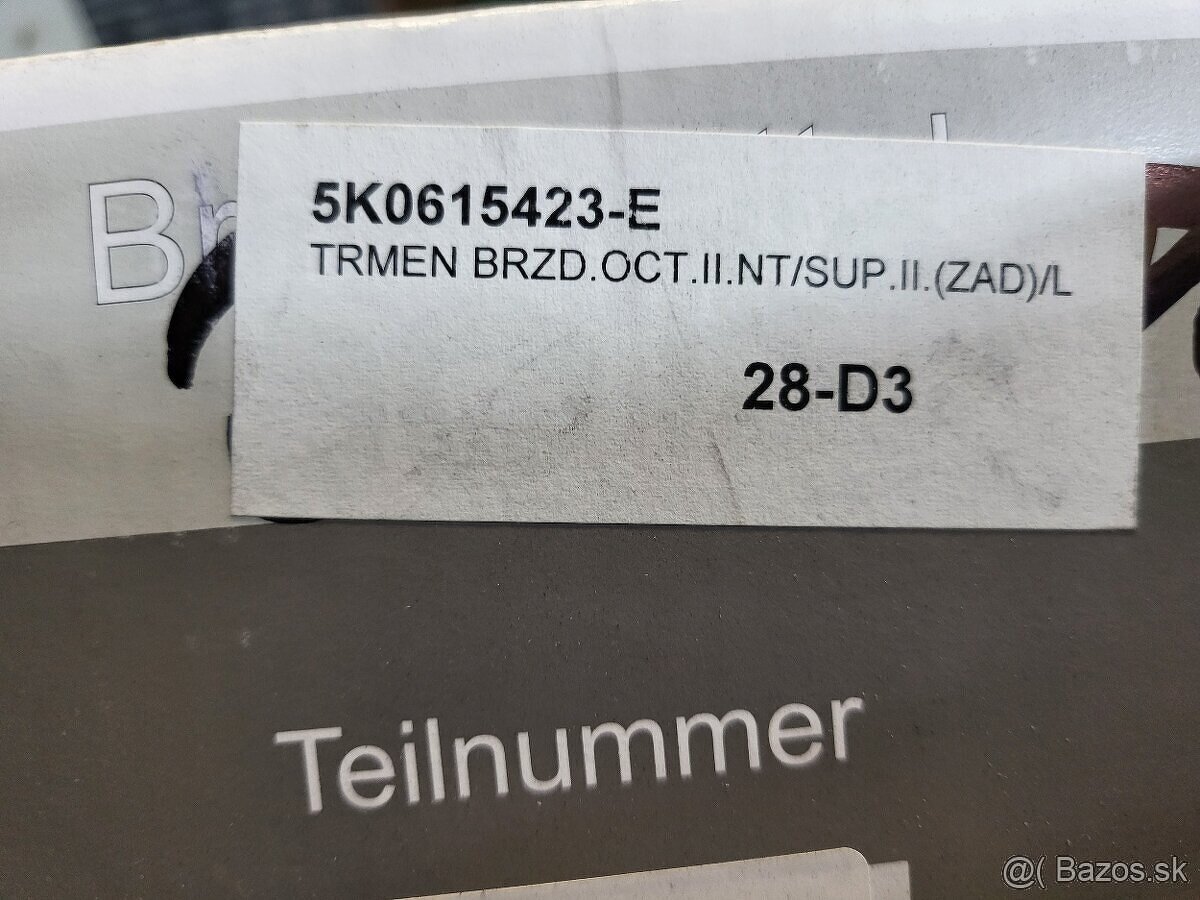 5K0615423-E
TRMEN BRZD.OCT.II.NT/SUP.II.(ZAD)/L
28-D3
Teilnummer
@( Bazos.sk